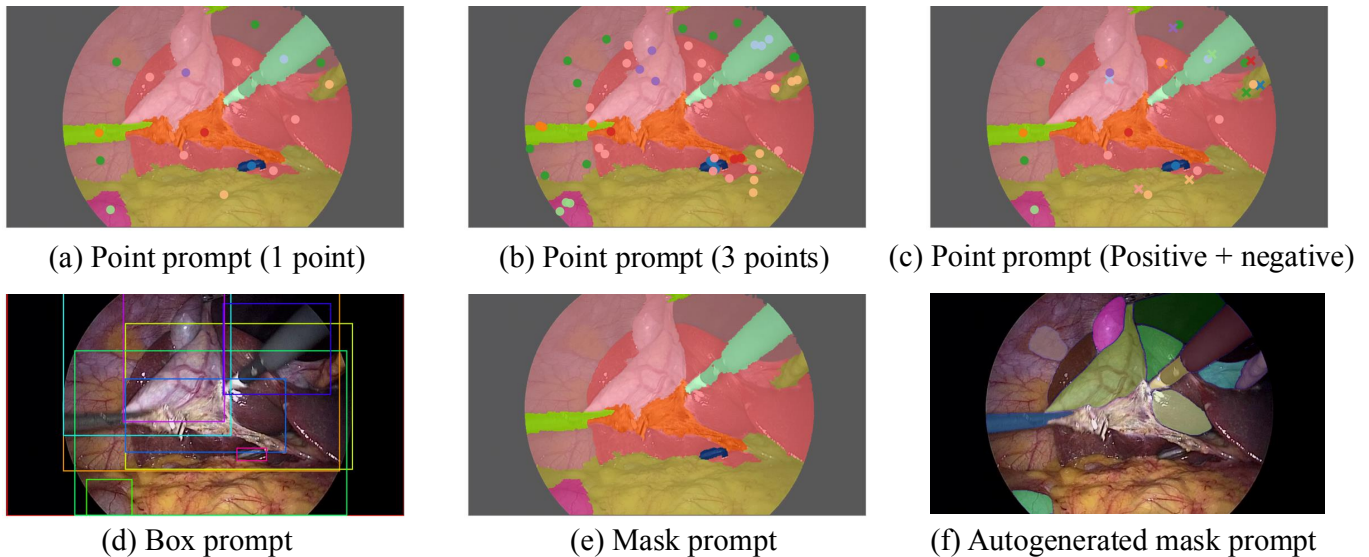 (a) Point prompt (1 point)
(b) Point prompt (3 points)
(c) Point prompt (Positive + negative)
(d) Box prompt
(e) Mask prompt
(f) Autogenerated mask prompt